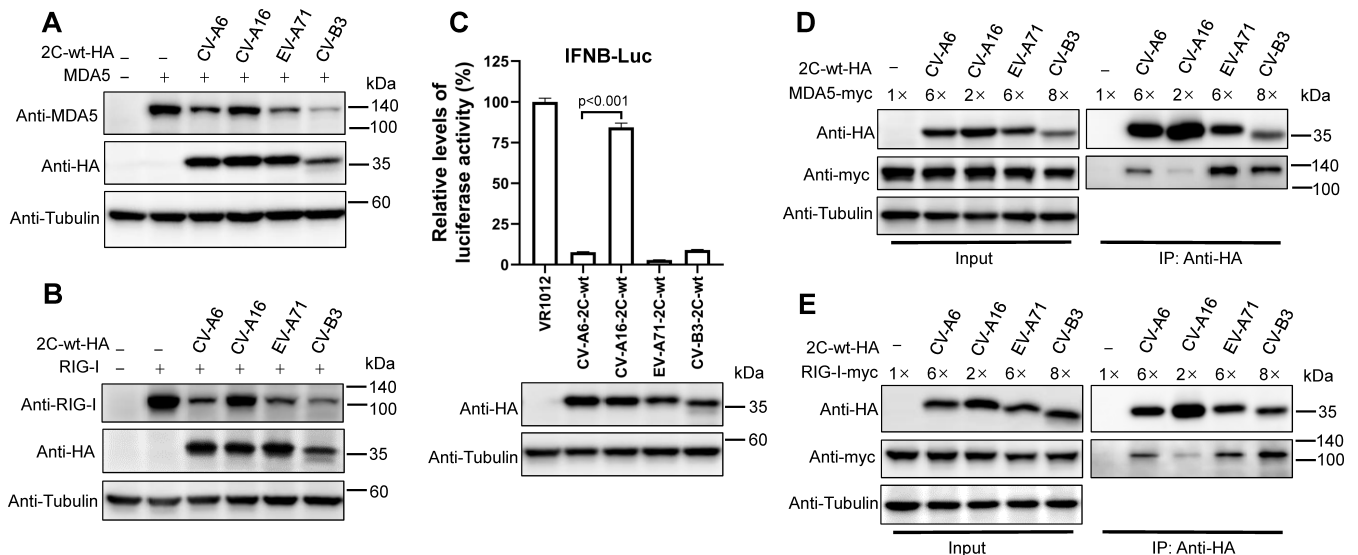 A
CV-A6 CV-A16 EV-A71 CV-B3
2C-wt-HA – –
MDA5 – + + + + +
kDa
Anti-MDA5
140
100
Anti-HA
35
Anti-Tubulin
60
B
CV-A6 CV-A16 EV-A71 CV-B3
2C-wt-HA – –
RIG-I – + + + + +
kDa
Anti-RIG-I
140
100
Anti-HA
35
Anti-Tubulin
60
C
IFNB-Luc
Relative levels of
luciferase activity (%)
125
100
75
50
25
0
p<0.001
VR1012
CV-A6-2C-wt
CV-A16-2C-wt
EV-A71-2C-wt
CV-B3-2C-wt
kDa
Anti-HA
35
Anti-Tubulin
60
D
CV-A6 CV-A16 EV-A71 CV-B3 CV-A6 CV-A16 EV-A71 CV-B3
2C-wt-HA – –
MDA5-myc 1× 6× 2× 6× 8× 1× 6× 2× 6× 8× kDa
Anti-HA
35
Anti-myc
140
100
Anti-Tubulin
Input
IP: Anti-HA
E
CV-A6 CV-A16 EV-A71 CV-B3 CV-A6 CV-A16 EV-A71 CV-B3
2C-wt-HA – –
RIG-I-myc 1× 6× 2× 6× 8× 1× 6× 2× 6× 8× kDa
Anti-HA
35
Anti-myc
140
100
Anti-Tubulin
Input
IP: Anti-HA